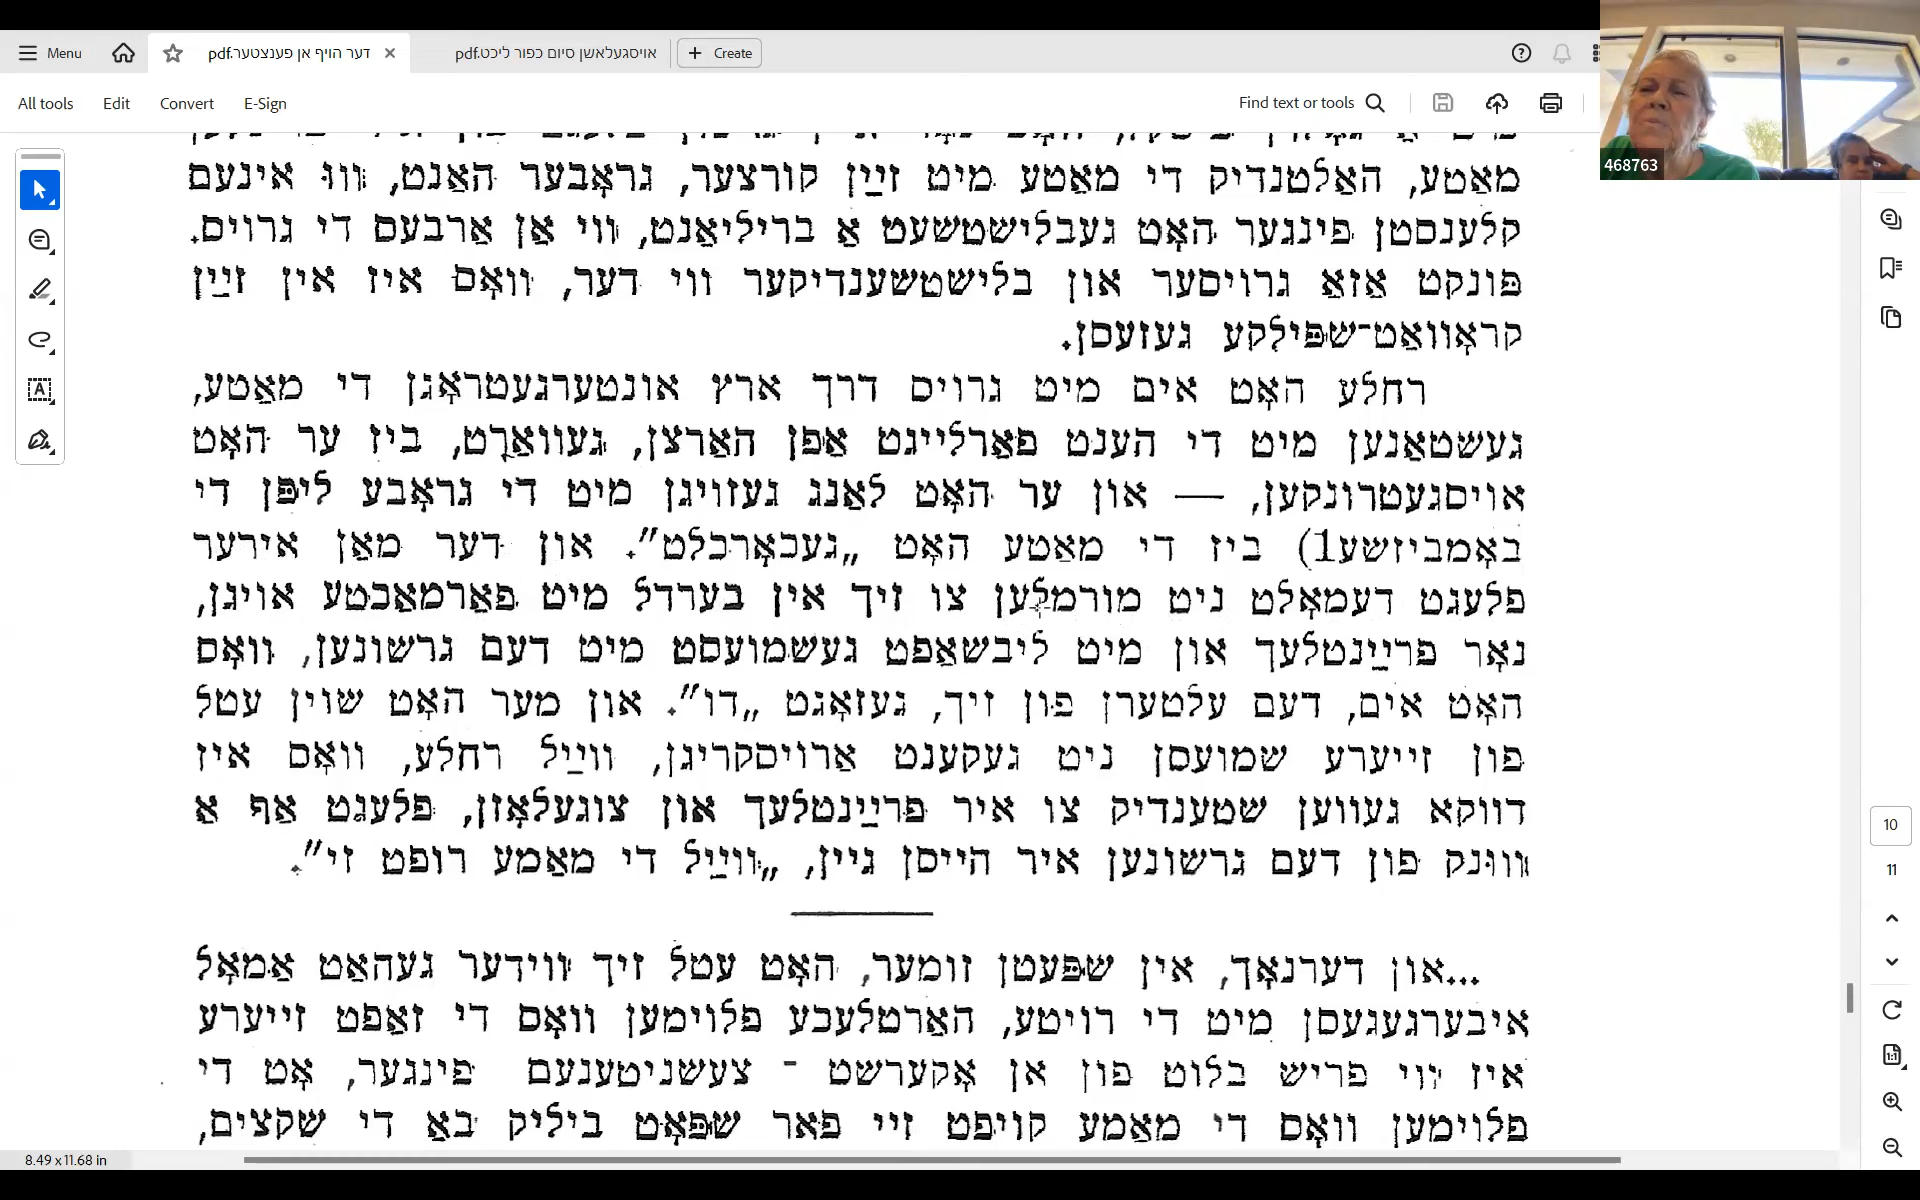 Menu
דער הויף אן פענצטער.pdf
אויסגעלאשן סיום כפור ליכט.pdf
Create
All tools
Edit
Convert
E-Sign
Find text or tools
468763
מאַטע, האַלטנדיק די מאַטע מיט זײַן קורצער, גראָבער האַנט, וווּ אינעם
קלענסטן פינגער האָט געבלישטשעט אַ בריליאַנט, ווי אַן אַרבעס די גרויס.
פּונקט אַזאַ גרויסער און בלישטשענדיקער ווי דער, וואָס איז אין זײַן
קראַוואַט־שפּילקע געזעסן.
רחלע האָט אים מיט גרויס דרך ארץ אונטערגעטראָגן די מאַטע,
געשטאַנען מיט די הענט פאַרלייגט אַפן האַרצן, געוואַרט, ביז ער האָט
אויסגעטרונקען, — און ער האָט לאַנג געזויגן מיט די גראָבע ליפּן די
באָמביזשע1) ביז די מאַטע האָט „געכאָרכלט״. און דער מאַן אירער
פלעגט דעמאָלט ניט מורמלען צו זיך אין בערדל מיט פאַרמאַכטע אויגן,
נאָר פרײַנטלעך און מיט ליבשאַפט געשמועסט מיט דעם גרשונען, וואָס
האָט אים, דעם עלטערן פון זיך, געזאָגט „דו״. און מער האָט שוין עטל
פון זייערע שמועסן ניט געקענט אַרויסקריגן, ווײַל רחלע, וואָס איז
דווקא געווען שטענדיק צו איר פרײַנטלעך און צוגעלאָזן, פלעגט אַף אַ
ווּונק פון דעם גרשונען איר הייסן גיין, „ווײַל די מאַמע רופט זי״.
...און דערנאָך, אין שפּעטן זומער, האָט עטל זיך ווידער געהאַט אַמאָל
איבערגעגעסן מיט די רויטע, האַרטלעכע פלוימען וואָס די זאַפט זייערע
איז ווי פריש בלוט פון אַן אָקערשט - צעשניטענעם פינגער, אָט די
פלוימען וואָס די מאַמע קויפט זיי פאַר שפּאָט ביליק באַ די שקצים,
10
11
8.49 x 11.68 in